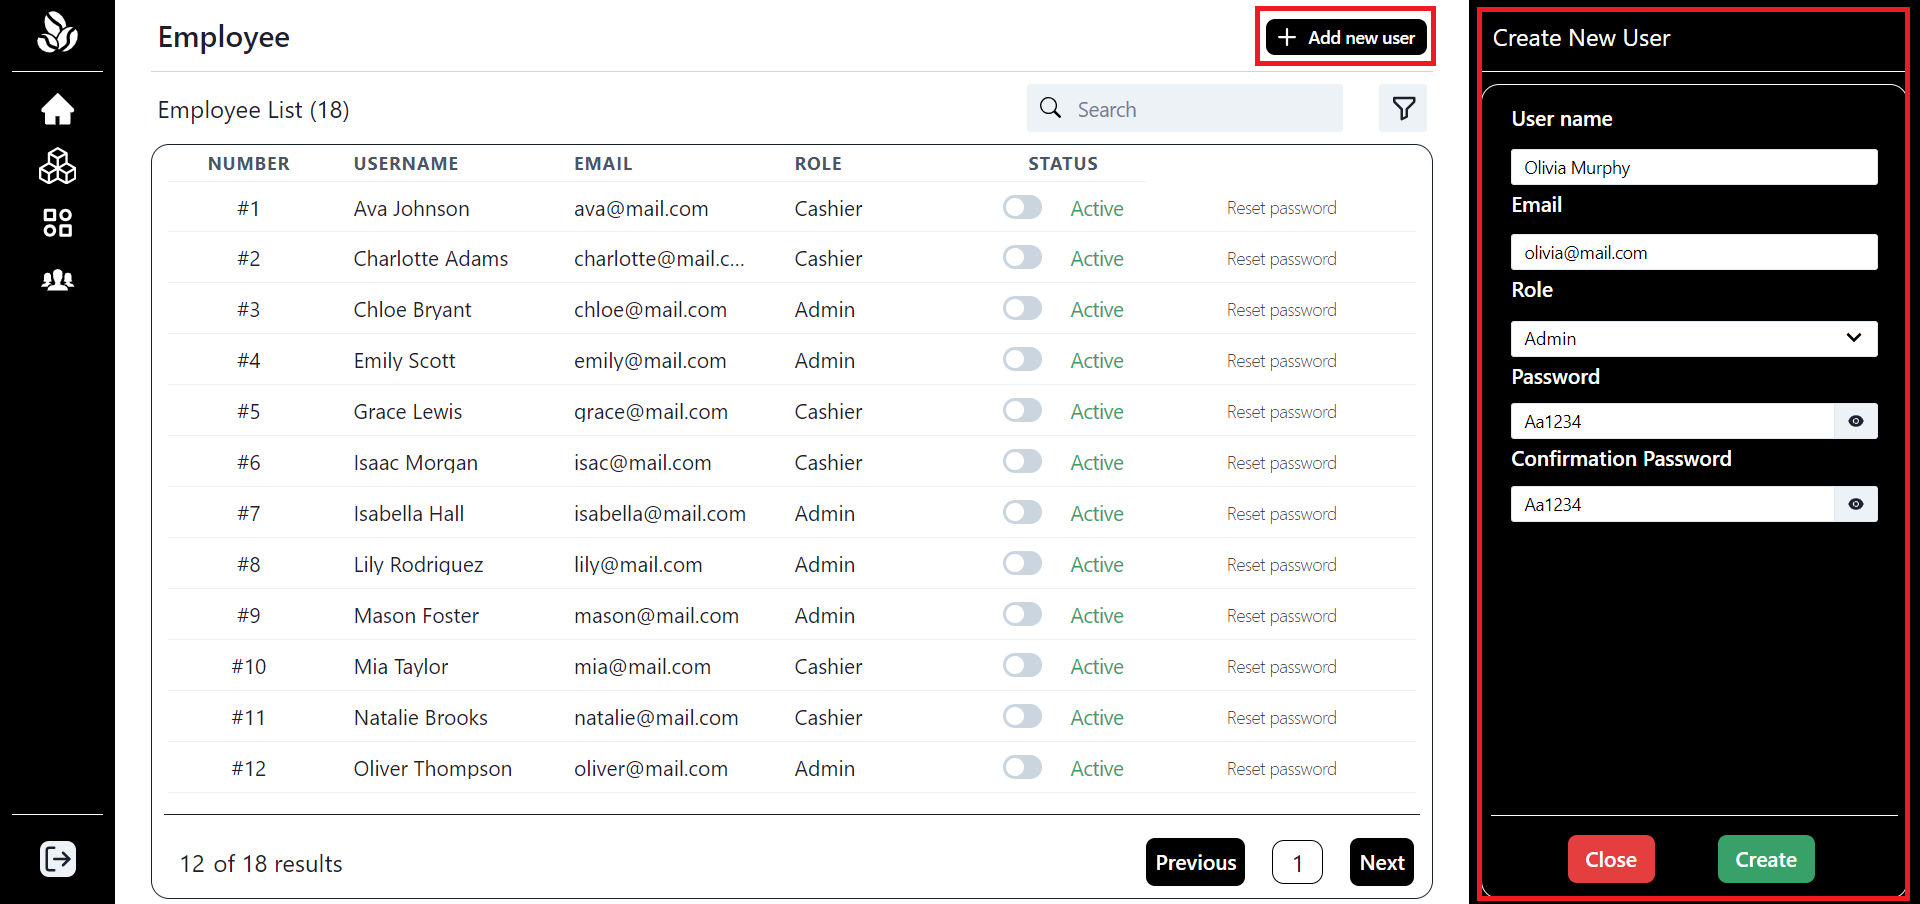 Employee
Add new user
Employee List (18)
Search
NUMBER USERNAME EMAIL ROLE STATUS
#1 Ava Johnson ava@mail.com Cashier Active Reset password
#2 Charlotte Adams charlotte@mail.c... Cashier Active Reset password
#3 Chloe Bryant chloe@mail.com Admin Active Reset password
#4 Emily Scott emily@mail.com Admin Active Reset password
#5 Grace Lewis grace@mail.com Cashier Active Reset password
#6 Isaac Morgan isac@mail.com Cashier Active Reset password
#7 Isabella Hall isabella@mail.com Admin Active Reset password
#8 Lily Rodriguez lily@mail.com Admin Active Reset password
#9 Mason Foster mason@mail.com Admin Active Reset password
#10 Mia Taylor mia@mail.com Cashier Active Reset password
#11 Natalie Brooks natalie@mail.com Cashier Active Reset password
#12 Oliver Thompson oliver@mail.com Admin Active Reset password
12 of 18 results
Previous 1 Next
Create New User
User name
Olivia Murphy
Email
olivia@mail.com
Role
Admin
Password
Aa1234
Confirmation Password
Aa1234
Close Create